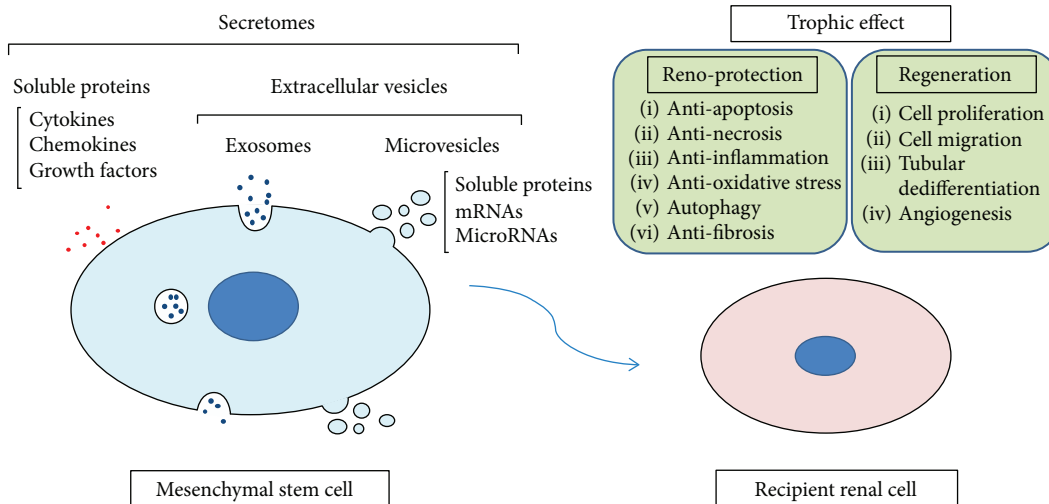 Secretomes
Soluble proteins
Cytokines
Chemokines
Growth factors
Extracellular vesicles
Exosomes
Microvesicles
Soluble proteins
mRNAs
MicroRNAs
Mesenchymal stem cell
Trophic effect
Reno-protection
(i) Anti-apoptosis
(ii) Anti-necrosis
(iii) Anti-inflammation
(iv) Anti-oxidative stress
(v) Autophagy
(vi) Anti-fibrosis
Regeneration
(i) Cell proliferation
(ii) Cell migration
(iii) Tubular
dedifferentiation
(iv) Angiogenesis
Recipient renal cell